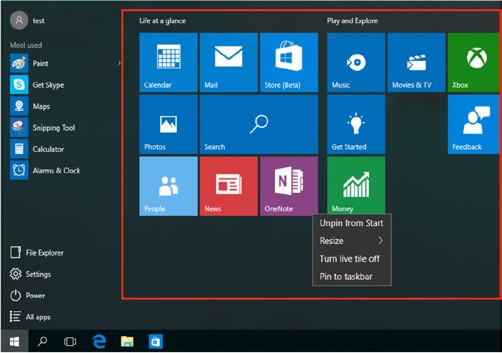 test
Most used
Paint
Get Skype
Maps
Snipping Tool
Calculator
Alarms & Clock
File Explorer
Settings
Power
All apps
Life at a glance
Calendar
Mail
Store (Beta)
Photos
Search
People
News
OneNote
Play and Explore
Music
Movies & TV
Xbox
Get Started
Feedback
Money
Unpin from Start
Resize
Turn live tile off
Pin to taskbar